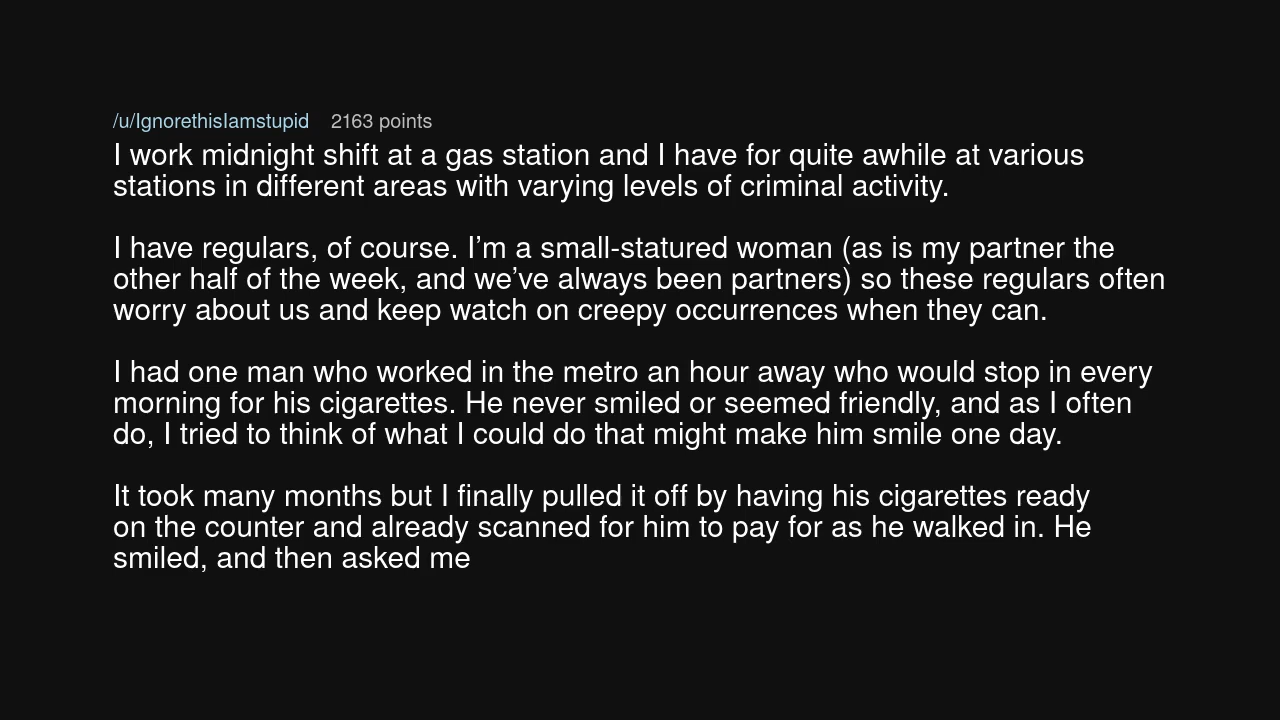 /u/IgnorethisIamstupid 2163 points
I work midnight shift at a gas station and I have for quite awhile at various
stations in different areas with varying levels of criminal activity.
I have regulars, of course. I’m a small-statured woman (as is my partner the
other half of the week, and we’ve always been partners) so these regulars often
worry about us and keep watch on creepy occurrences when they can.
I had one man who worked in the metro an hour away who would stop in every
morning for his cigarettes. He never smiled or seemed friendly, and as I often
do, I tried to think of what I could do that might make him smile one day.
It took many months but I finally pulled it off by having his cigarettes ready
on the counter and already scanned for him to pay for as he walked in. He
smiled, and then asked me